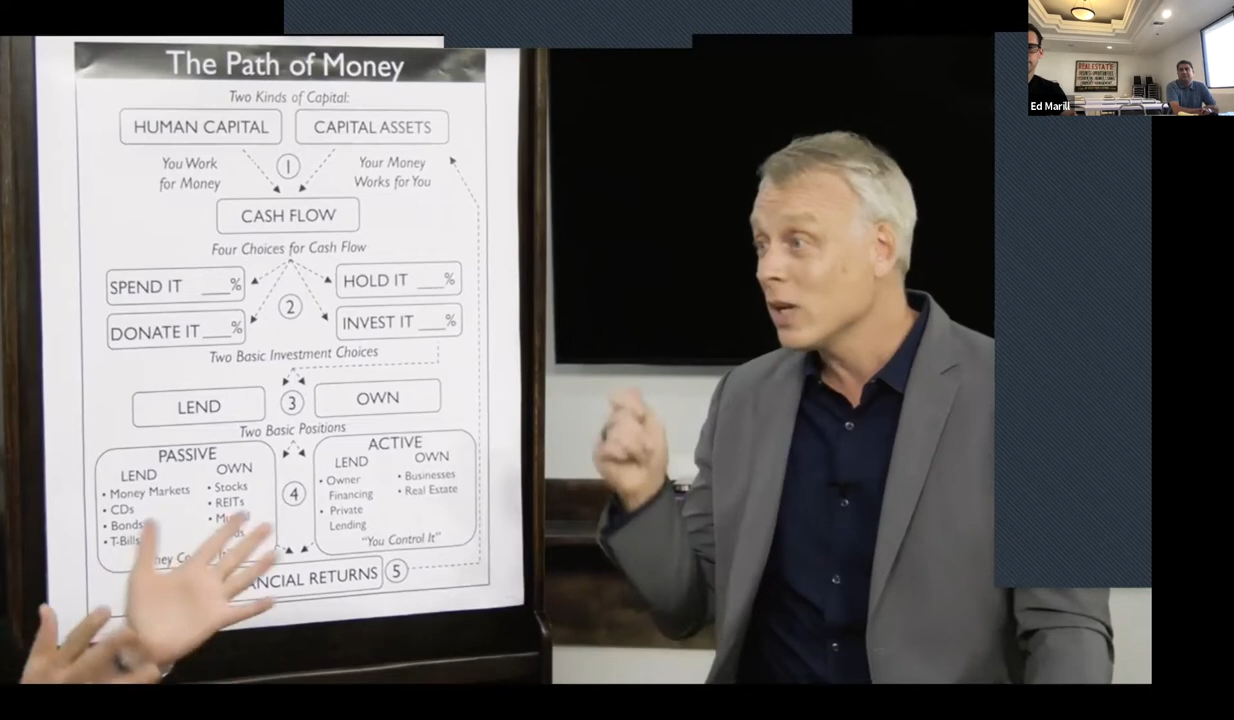 The Path of Money
Two Kinds of Capital:
HUMAN CAPITAL
CAPITAL ASSETS
You Work
for Money
1
Your Money
Works for You
CASH FLOW
Four Choices for Cash Flow
SPEND IT ___%
HOLD IT ___%
2
DONATE IT ___%
INVEST IT ___%
Two Basic Investment Choices
LEND
3
OWN
Two Basic Positions
PASSIVE
LEND
• Money Markets
• CDs
• Bonds
• T-Bills
OWN
• Stocks
• REITs
4
ACTIVE
LEND
• Owner
Financing
• Private
Lending
OWN
• Businesses
• Real Estate
"You Control It"
RETURNS
5
REAL ESTATE
Ed Marill